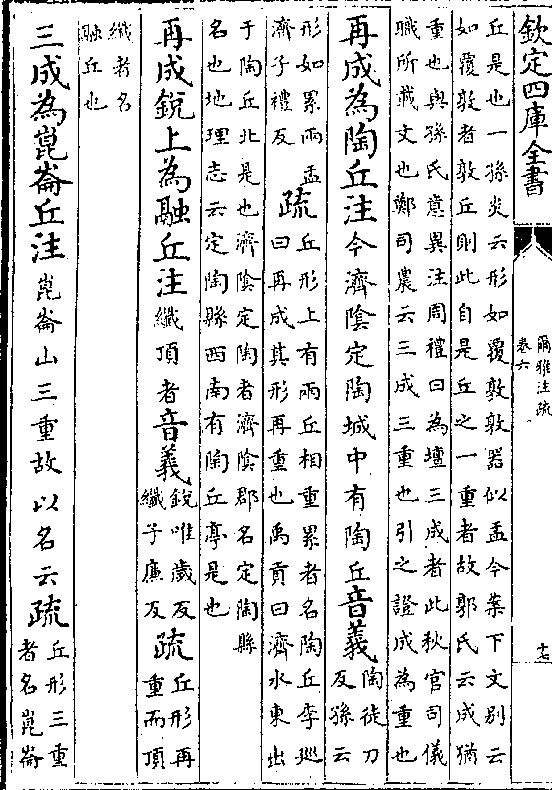 欽定四庫全書
爾雅注疏
卷六
十七
丘是也一孫炎云形如覆敦敦器似盂今案下文别云
如覆敦者敦丘則此自是丘之一重者故郭氏云成猶
重也與孫氏意異注周禮曰為壇三成者此秋官司儀
職所載文也鄭司農云三成三重也引之證成為重也
再成為陶丘注今濟陰定陶城中有陶丘音義陶徒刀
反孫云
形如累兩盂
濟子禮反
疏丘形上有兩丘相重累者名陶丘李巡
曰再成其形再重也禹貢曰濟水東出
于陶丘北是也濟陰定陶者濟陰郡名定陶縣
名也地理志云定陶縣西南有陶丘亭是也
再成銳上為融丘注纖頂者音義銳唯歲反
纖子廉反
疏丘形再
重而頂
纖者名
融丘也
三成為崑崙丘注崑崙山三重故以名云疏丘形三重
者名崑崙